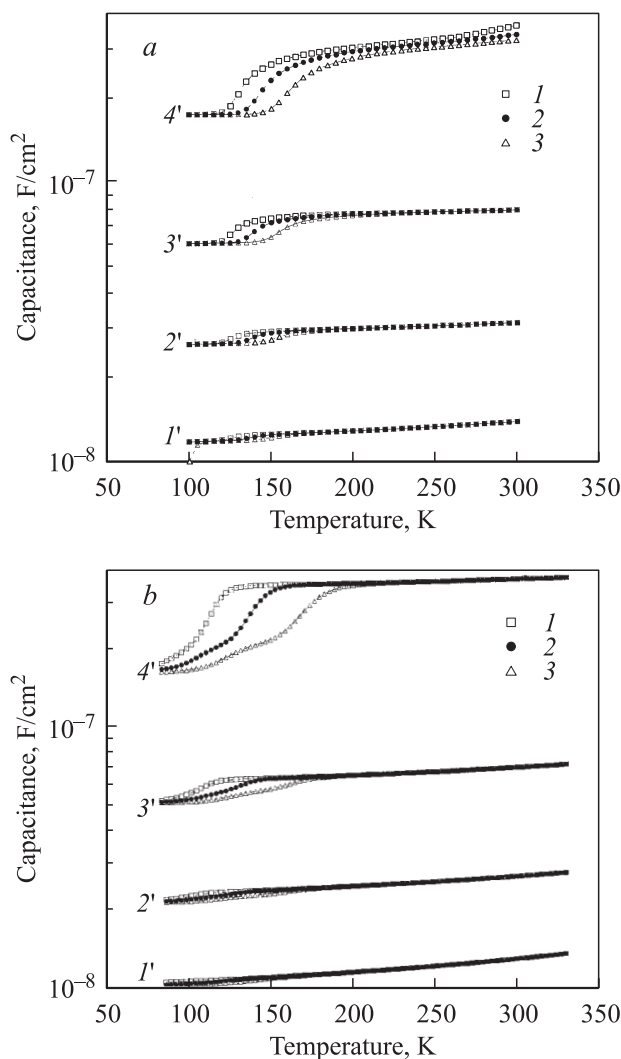 a
1
2
3
4'
3'
2'
1'
10⁻⁷
10⁻⁸
Capacitance, F/cm²
50 100 150 200 250 300 350
Temperature, K
b
1
2
3
4'
3'
2'
1'
10⁻⁷
10⁻⁸
Capacitance, F/cm²
50 100 150 200 250 300 350
Temperature, K